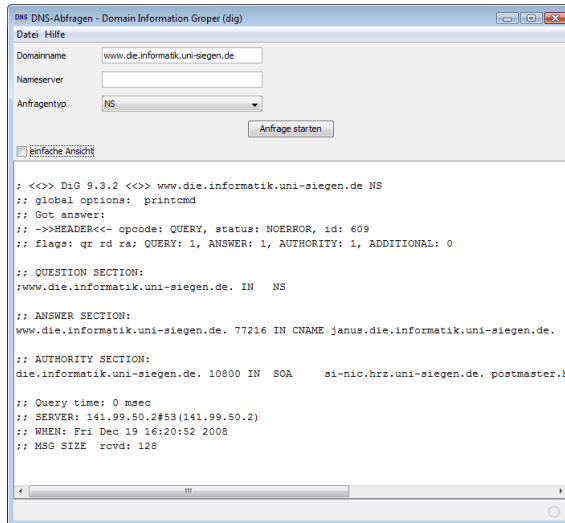 DNS DNS-Abfragen - Domain Information Groper (dig)
Datei Hilfe
Domainname www.die.informatik.uni-siegen.de
Nameserver
Anfragentyp NS
Anfrage starten
einfache Ansicht
; <<>> DiG 9.3.2 <<>> www.die.informatik.uni-siegen.de NS
;; global options: printcmd
;; Got answer:
;; ->>HEADER<<- opcode: QUERY, status: NOERROR, id: 609
;; flags: qr rd ra; QUERY: 1, ANSWER: 1, AUTHORITY: 1, ADDITIONAL: 0
;; QUESTION SECTION:
;www.die.informatik.uni-siegen.de. IN NS
;; ANSWER SECTION:
www.die.informatik.uni-siegen.de. 77216 IN CNAME janus.die.informatik.uni-siegen.de.
;; AUTHORITY SECTION:
die.informatik.uni-siegen.de. 10800 IN SOA si-nic.hrz.uni-siegen.de. postmaster.h
;; Query time: 0 msec
;; SERVER: 141.99.50.2#53(141.99.50.2)
;; WHEN: Fri Dec 19 16:20:52 2008
;; MSG SIZE rcvd: 128